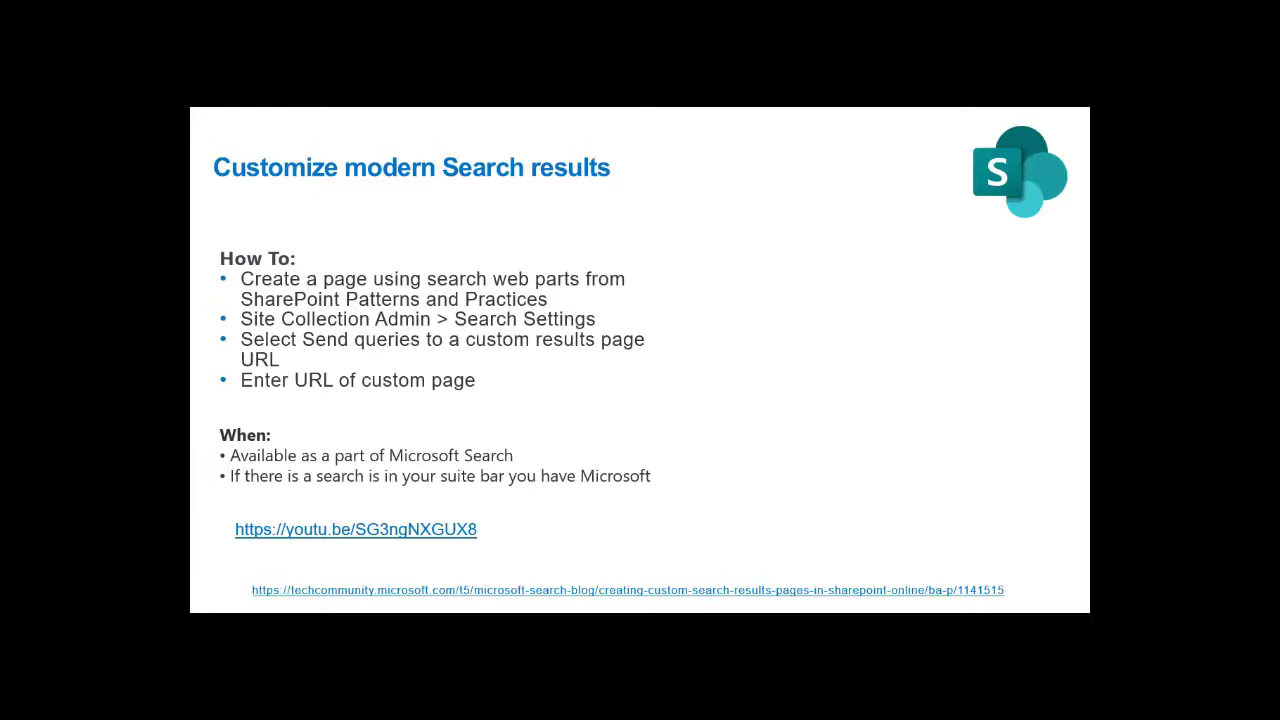 Customize modern Search results
S
How To:
• Create a page using search web parts from
SharePoint Patterns and Practices
• Site Collection Admin > Search Settings
• Select Send queries to a custom results page
URL
• Enter URL of custom page
When:
• Available as a part of Microsoft Search
• If there is a search is in your suite bar you have Microsoft
https://youtu.be/SG3ngNXGUX8
https://techcommunity.microsoft.com/t5/microsoft-search-blog/creating-custom-search-results-pages-in-sharepoint-online/ba-p/1141515